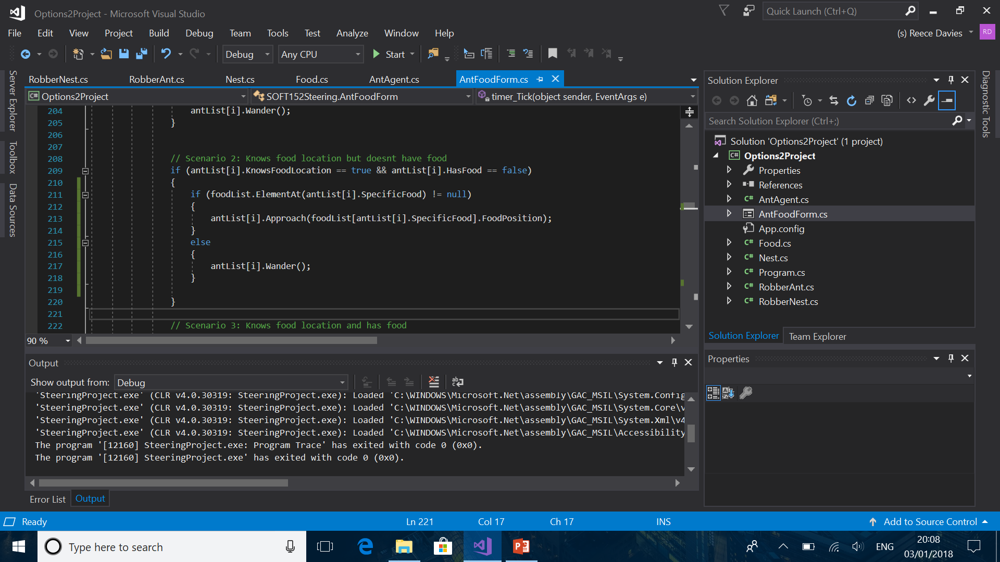 Options2Project - Microsoft Visual Studio
Quick Launch (Ctrl+Q)
File Edit View Project Build Debug Team Tools Test Analyze Window Help
(s) Reece Davies RD
Debug Any CPU Start
Server Explorer
Toolbox
Data Sources
RobberNest.cs RobberAnt.cs Nest.cs Food.cs AntAgent.cs AntFoodForm.cs
C# Options2Project SOFT152Steering.AntFoodForm timer_Tick(object sender, EventArgs e)
204 antList[i].Wander();
205 }
206
207
208 // Scenario 2: Knows food location but doesnt have food
209 if (antList[i].KnowsFoodLocation == true && antList[i].HasFood == false)
210 {
211 if (foodList.ElementAt(antList[i].SpecificFood) != null)
212 {
213 antList[i].Approach(foodList[antList[i].SpecificFood].FoodPosition);
214 }
215 else
216 {
217 antList[i].Wander();
218 }
219
220 }
221
222 // Scenario 3: Knows food location and has food
90 %
Output
Show output from: Debug
'SteeringProject.exe' (CLR v4.0.30319: SteeringProject.exe): Loaded 'C:\WINDOWS\Microsoft.Net\assembly\GAC_MSIL\System.Config
'SteeringProject.exe' (CLR v4.0.30319: SteeringProject.exe): Loaded 'C:\WINDOWS\Microsoft.Net\assembly\GAC_MSIL\System.Core\v
'SteeringProject.exe' (CLR v4.0.30319: SteeringProject.exe): Loaded 'C:\WINDOWS\Microsoft.Net\assembly\GAC_MSIL\System.Xml\v4
'SteeringProject.exe' (CLR v4.0.30319: SteeringProject.exe): Loaded 'C:\WINDOWS\Microsoft.Net\assembly\GAC_MSIL\Accessibility
The program '[12160] SteeringProject.exe: Program Trace' has exited with code 0 (0x0).
The program '[12160] SteeringProject.exe' has exited with code 0 (0x0).
Error List Output
Solution Explorer
Search Solution Explorer (Ctrl+;)
Solution 'Options2Project' (1 project)
C# Options2Project
Properties
References
C# AntAgent.cs
AntFoodForm.cs
App.config
C# Food.cs
C# Nest.cs
C# Program.cs
C# RobberAnt.cs
C# RobberNest.cs
Solution Explorer Team Explorer
Properties
Diagnostic Tools
Ready Ln 221 Col 17 Ch 17 INS Add to Source Control
Type here to search
ENG
20:08
03/01/2018